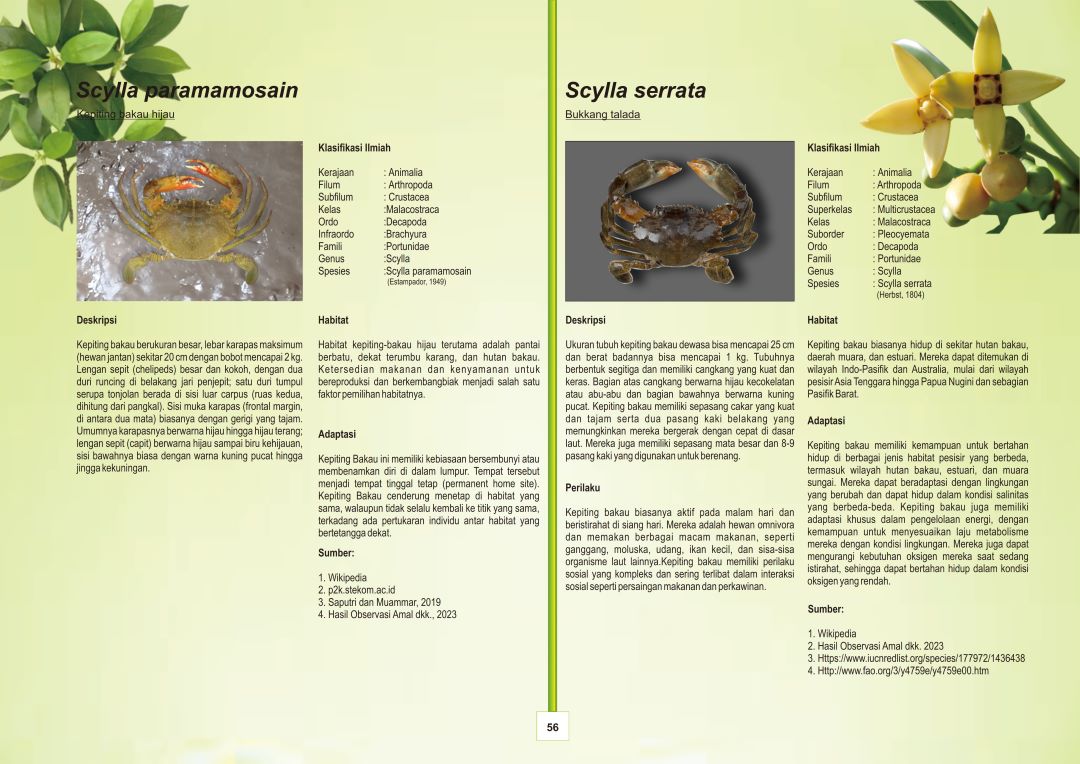 Scylla paramamosain
Kepiting bakau hijau
Klasifikasi Ilmiah
Kerajaan : Animalia
Filum : Arthropoda
Subfilum : Crustacea
Kelas :Malacostraca
Ordo :Decapoda
Infraordo :Brachyura
Famili :Portunidae
Genus :Scylla
Spesies :Scylla paramamosain
(Estampador, 1949)
Deskripsi
Kepiting bakau berukuran besar, lebar karapas maksimum
(hewan jantan) sekitar 20 cm dengan bobot mencapai 2 kg.
Lengan sepit (chelipeds) besar dan kokoh, dengan dua
duri runcing di belakang jari penjepit; satu duri tumpul
serupa tonjolan berada di sisi luar carpus (ruas kedua,
dihitung dari pangkal). Sisi muka karapas (frontal margin,
di antara dua mata) biasanya dengan gerigi yang tajam.
Umumnya karapasnya berwarna hijau hingga hijau terang;
lengan sepit (capit) berwarna hijau sampai biru kehijauan,
sisi bawahnya biasa dengan warna kuning pucat hingga
jingga kekuningan.
Habitat
Habitat kepiting-bakau hijau terutama adalah pantai
berbatu, dekat terumbu karang, dan hutan bakau.
Ketersedian makanan dan kenyamanan untuk
bereproduksi dan berkembangbiak menjadi salah satu
faktor pemilihan habitatnya.
Adaptasi
Kepiting Bakau ini memiliki kebiasaan bersembunyi atau
membenamkan diri di dalam lumpur. Tempat tersebut
menjadi tempat tinggal tetap (permanent home site).
Kepiting Bakau cenderung menetap di habitat yang
sama, walaupun tidak selalu kembali ke titik yang sama,
terkadang ada pertukaran individu antar habitat yang
bertetangga dekat.
Sumber:
1. Wikipedia
2. p2k.stekom.ac.id
3. Saputri dan Muammar, 2019
4. Hasil Observasi Amal dkk., 2023
Scylla serrata
Bukkang talada
Klasifikasi Ilmiah
Kerajaan : Animalia
Filum : Arthropoda
Subfilum : Crustacea
Superkelas : Multicrustacea
Kelas : Malacostraca
Suborder : Pleocyemata
Ordo : Decapoda
Famili : Portunidae
Genus : Scylla
Spesies : Scylla serrata
(Herbst, 1804)
Deskripsi
Ukuran tubuh kepiting bakau dewasa bisa mencapai 25 cm
dan berat badannya bisa mencapai 1 kg. Tubuhnya
berbentuk segitiga dan memiliki cangkang yang kuat dan
keras. Bagian atas cangkang berwarna hijau kecokelatan
atau abu-abu dan bagian bawahnya berwarna kuning
pucat. Kepiting bakau memiliki sepasang cakar yang kuat
dan tajam serta dua pasang kaki belakang yang
memungkinkan mereka bergerak dengan cepat di dasar
laut. Mereka juga memiliki sepasang mata besar dan 8-9
pasang kaki yang digunakan untuk berenang.
Perilaku
Kepiting bakau biasanya aktif pada malam hari dan
beristirahat di siang hari. Mereka adalah hewan omnivora
dan memakan berbagai macam makanan, seperti
ganggang, moluska, udang, ikan kecil, dan sisa-sisa
organisme laut lainnya.Kepiting bakau memiliki perilaku
sosial yang kompleks dan sering terlibat dalam interaksi
sosial seperti persaingan makanan dan perkawinan.
Habitat
Kepiting bakau biasanya hidup di sekitar hutan bakau,
daerah muara, dan estuari. Mereka dapat ditemukan di
wilayah Indo-Pasifik dan Australia, mulai dari wilayah
pesisir Asia Tenggara hingga Papua Nugini dan sebagian
Pasifik Barat.
Adaptasi
Kepiting bakau memiliki kemampuan untuk bertahan
hidup di berbagai jenis habitat pesisir yang berbeda,
termasuk wilayah hutan bakau, estuari, dan muara
sungai. Mereka dapat beradaptasi dengan lingkungan
yang berubah dan dapat hidup dalam kondisi salinitas
yang berbeda-beda. Kepiting bakau juga memiliki
adaptasi khusus dalam pengelolaan energi, dengan
kemampuan untuk menyesuaikan laju metabolisme
mereka dengan kondisi lingkungan. Mereka juga dapat
mengurangi kebutuhan oksigen mereka saat sedang
istirahat, sehingga dapat bertahan hidup dalam kondisi
oksigen yang rendah.
Sumber:
1. Wikipedia
2. Hasil Observasi Amal dkk. 2023
3. Https://www.iucnredlist.org/species/177972/1436438
4. Http://www.fao.org/3/y4759e/y4759e00.htm
56